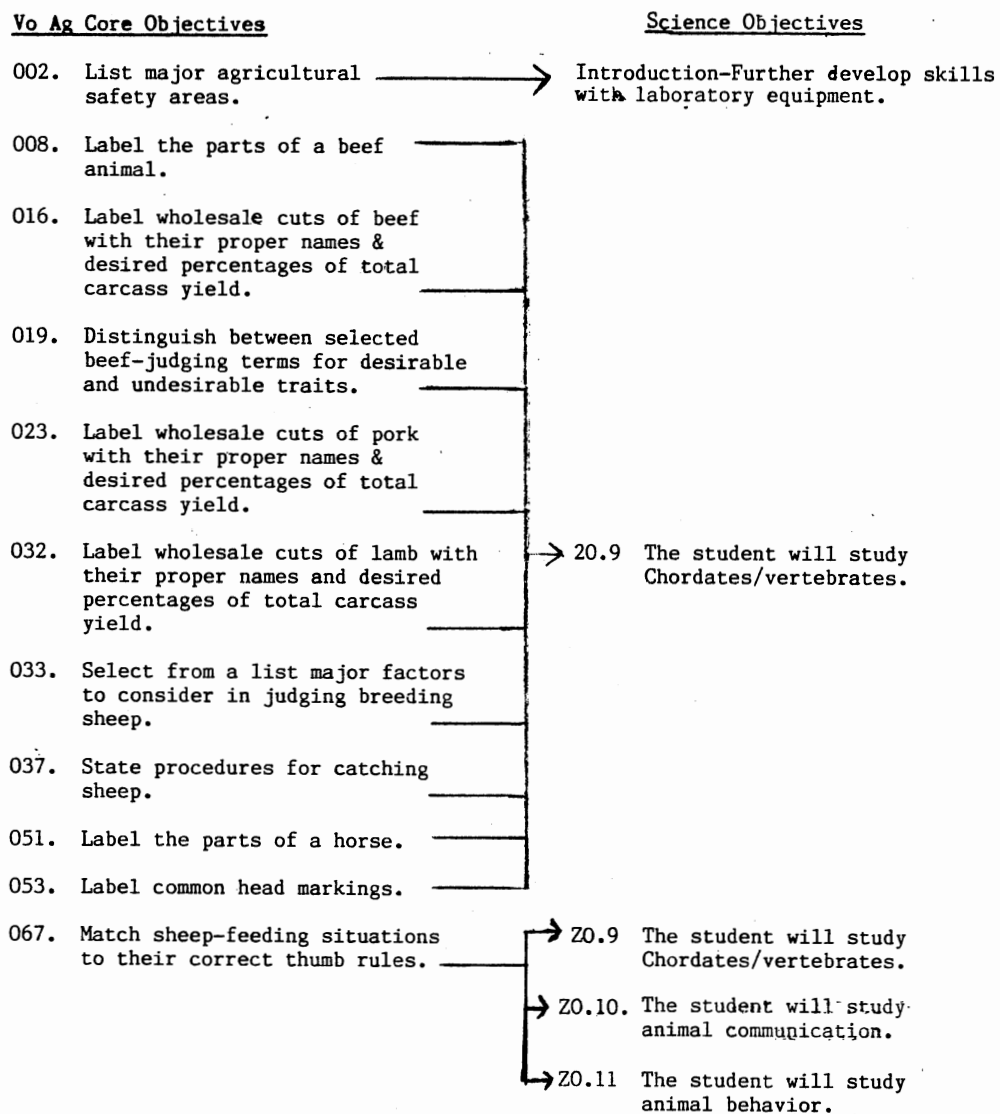 Vo Ag Core Objectives
Science Objectives
002. List major agricultural
safety areas.
Introduction-Further develop skills
with laboratory equipment.
008. Label the parts of a beef
animal.
016. Label wholesale cuts of beef
with their proper names &
desired percentages of total
carcass yield.
019. Distinguish between selected
beef-judging terms for desirable
and undesirable traits.
023. Label wholesale cuts of pork
with their proper names &
desired percentages of total
carcass yield.
032. Label wholesale cuts of lamb with
their proper names and desired
percentages of total carcass
yield.
20.9 The student will study
Chordates/vertebrates.
033. Select from a list major factors
to consider in judging breeding
sheep.
037. State procedures for catching
sheep.
051. Label the parts of a horse.
053. Label common head markings.
067. Match sheep-feeding situations
to their correct thumb rules.
ZO.9 The student will study
Chordates/vertebrates.
ZO.10. The student will study
animal communication.
ZO.11 The student will study
animal behavior.